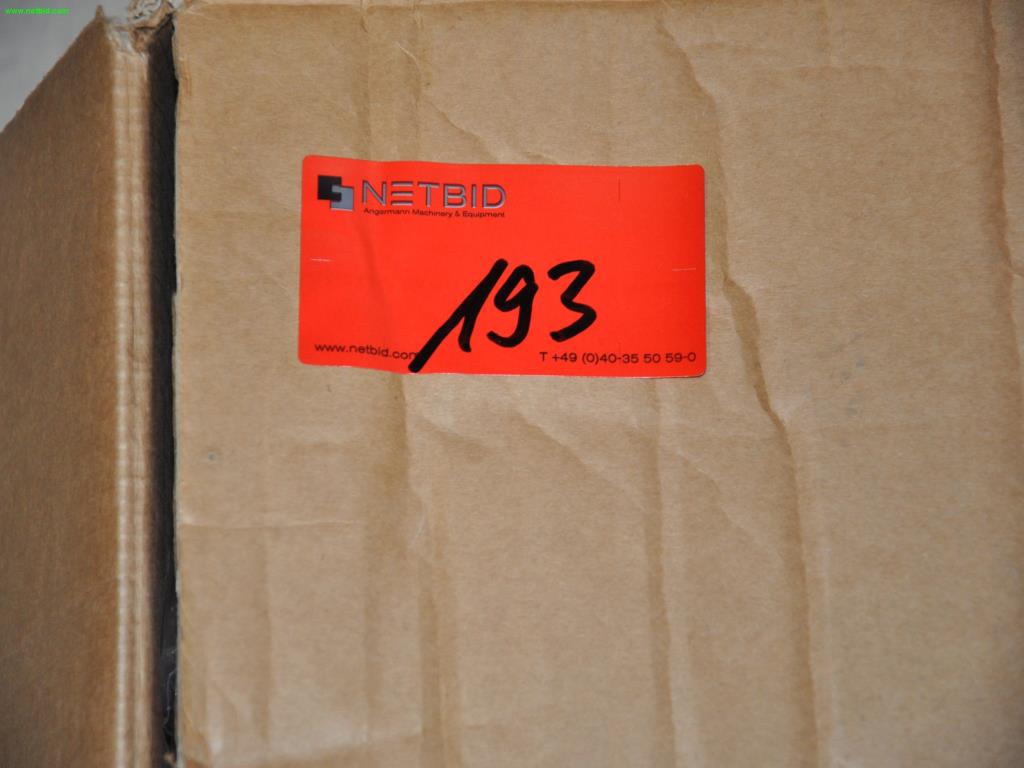 www.netbid.com
NETBID
Angermann Machinery & Equipment
193
www.netbid.com
T +49 (0)40-35 50 59-0